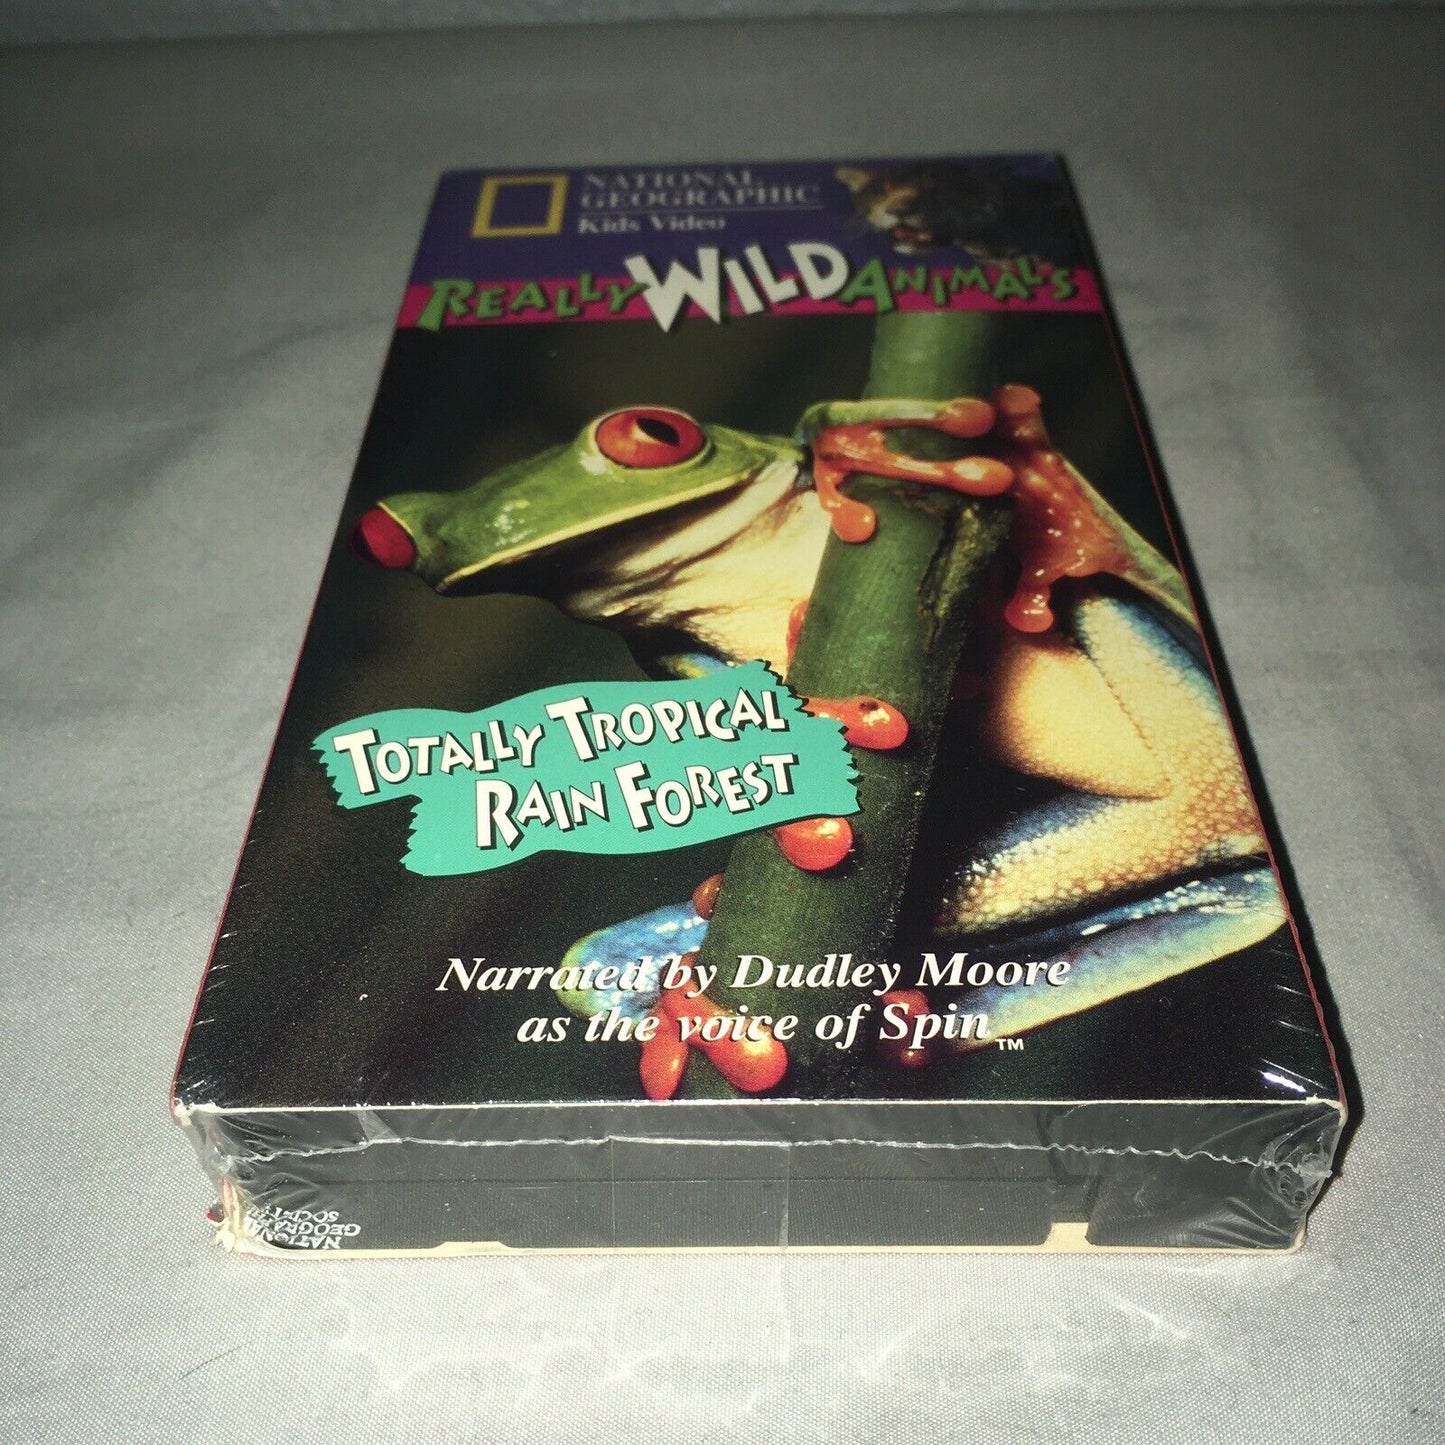 NATIONAL
GEOGRAPHIC
Kids Video
REALLY WILD ANIMALS
TOTALLY TROPICAL
RAIN FOREST
Narrated by Dudley Moore
as the voice of Spin™
NATIONAL
GEOGRAPHIC
SOCIETY